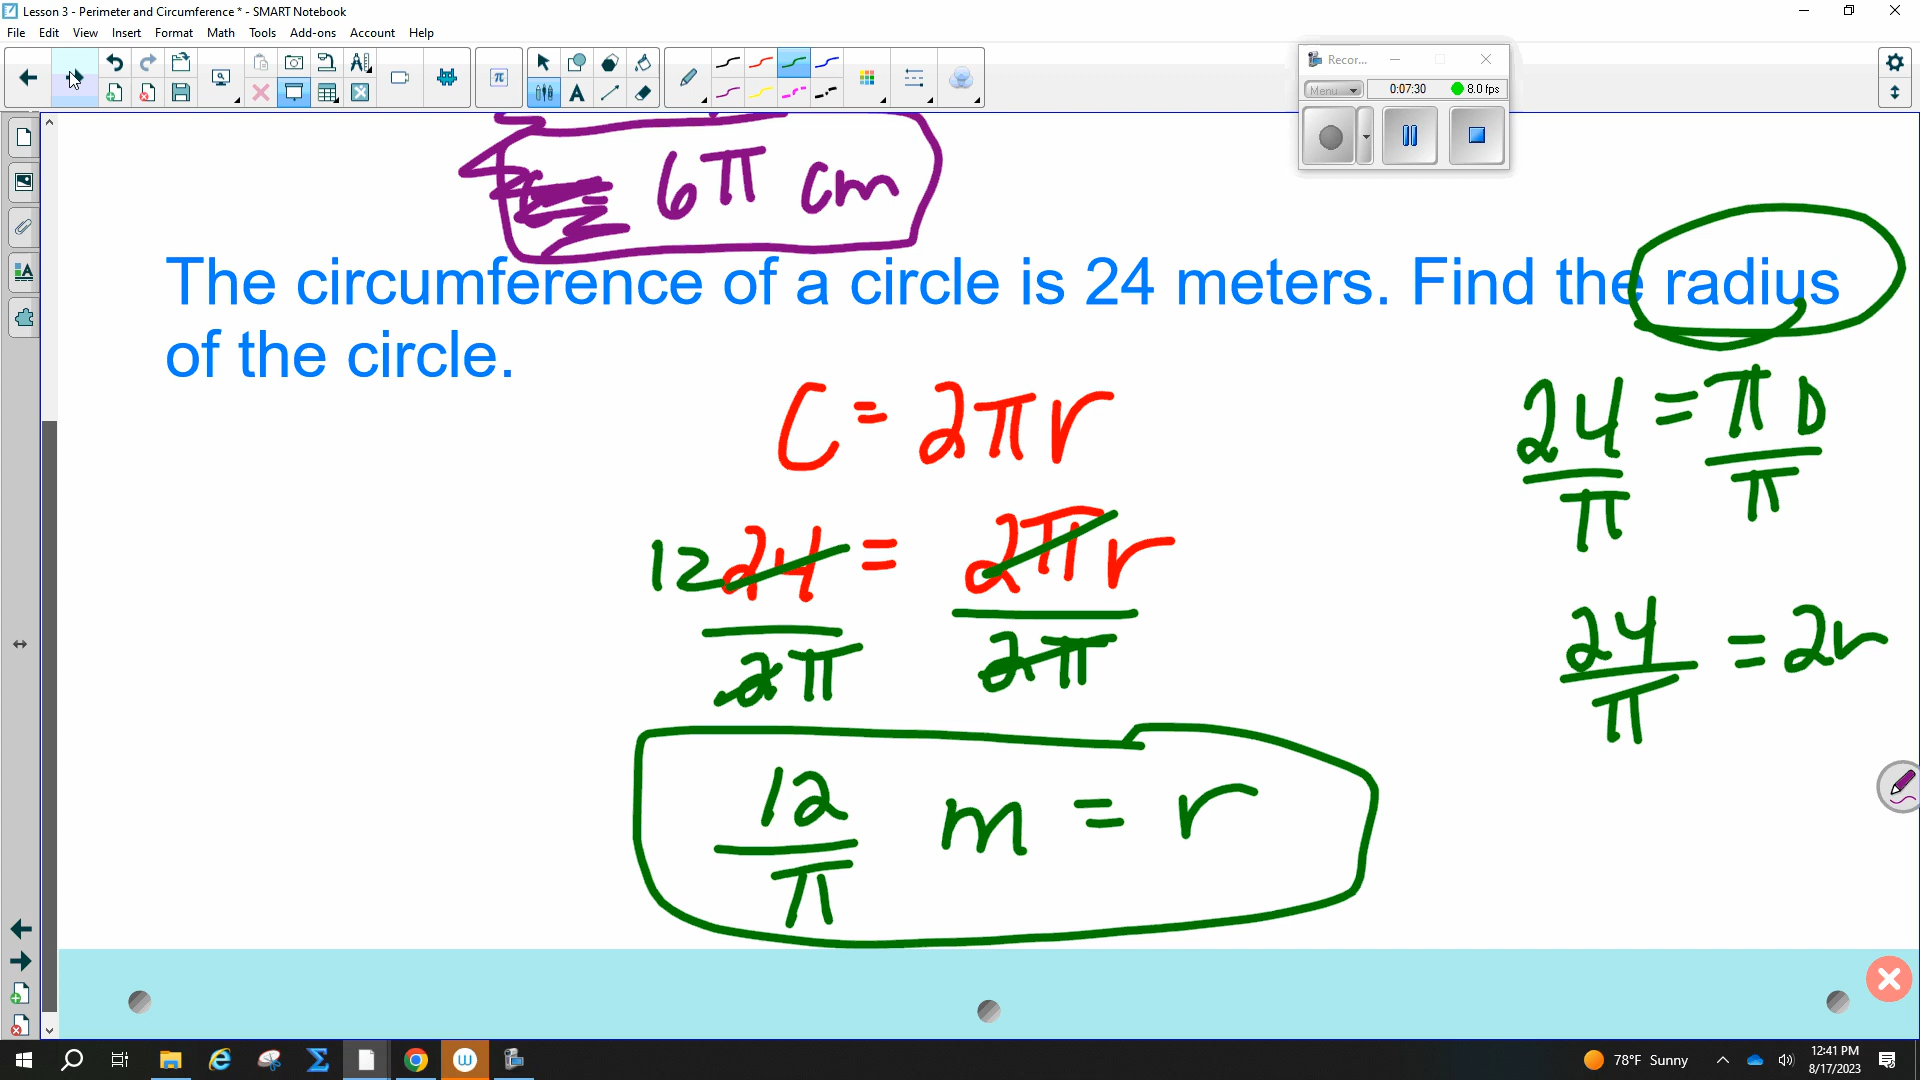 Lesson 3 - Perimeter and Circumference * - SMART Notebook
File Edit View Insert Format Math Tools Add-ons Account Help
Recor...
Menu 0:07:30 8.0 fps
6π cm
The circumference of a circle is 24 meters. Find the radius
of the circle.
C = 2πr
12 24 = 2πr
2π 2π
12/π m = r
24 = πD
π π
24/π = 2r
78°F Sunny
12:41 PM
8/17/2023